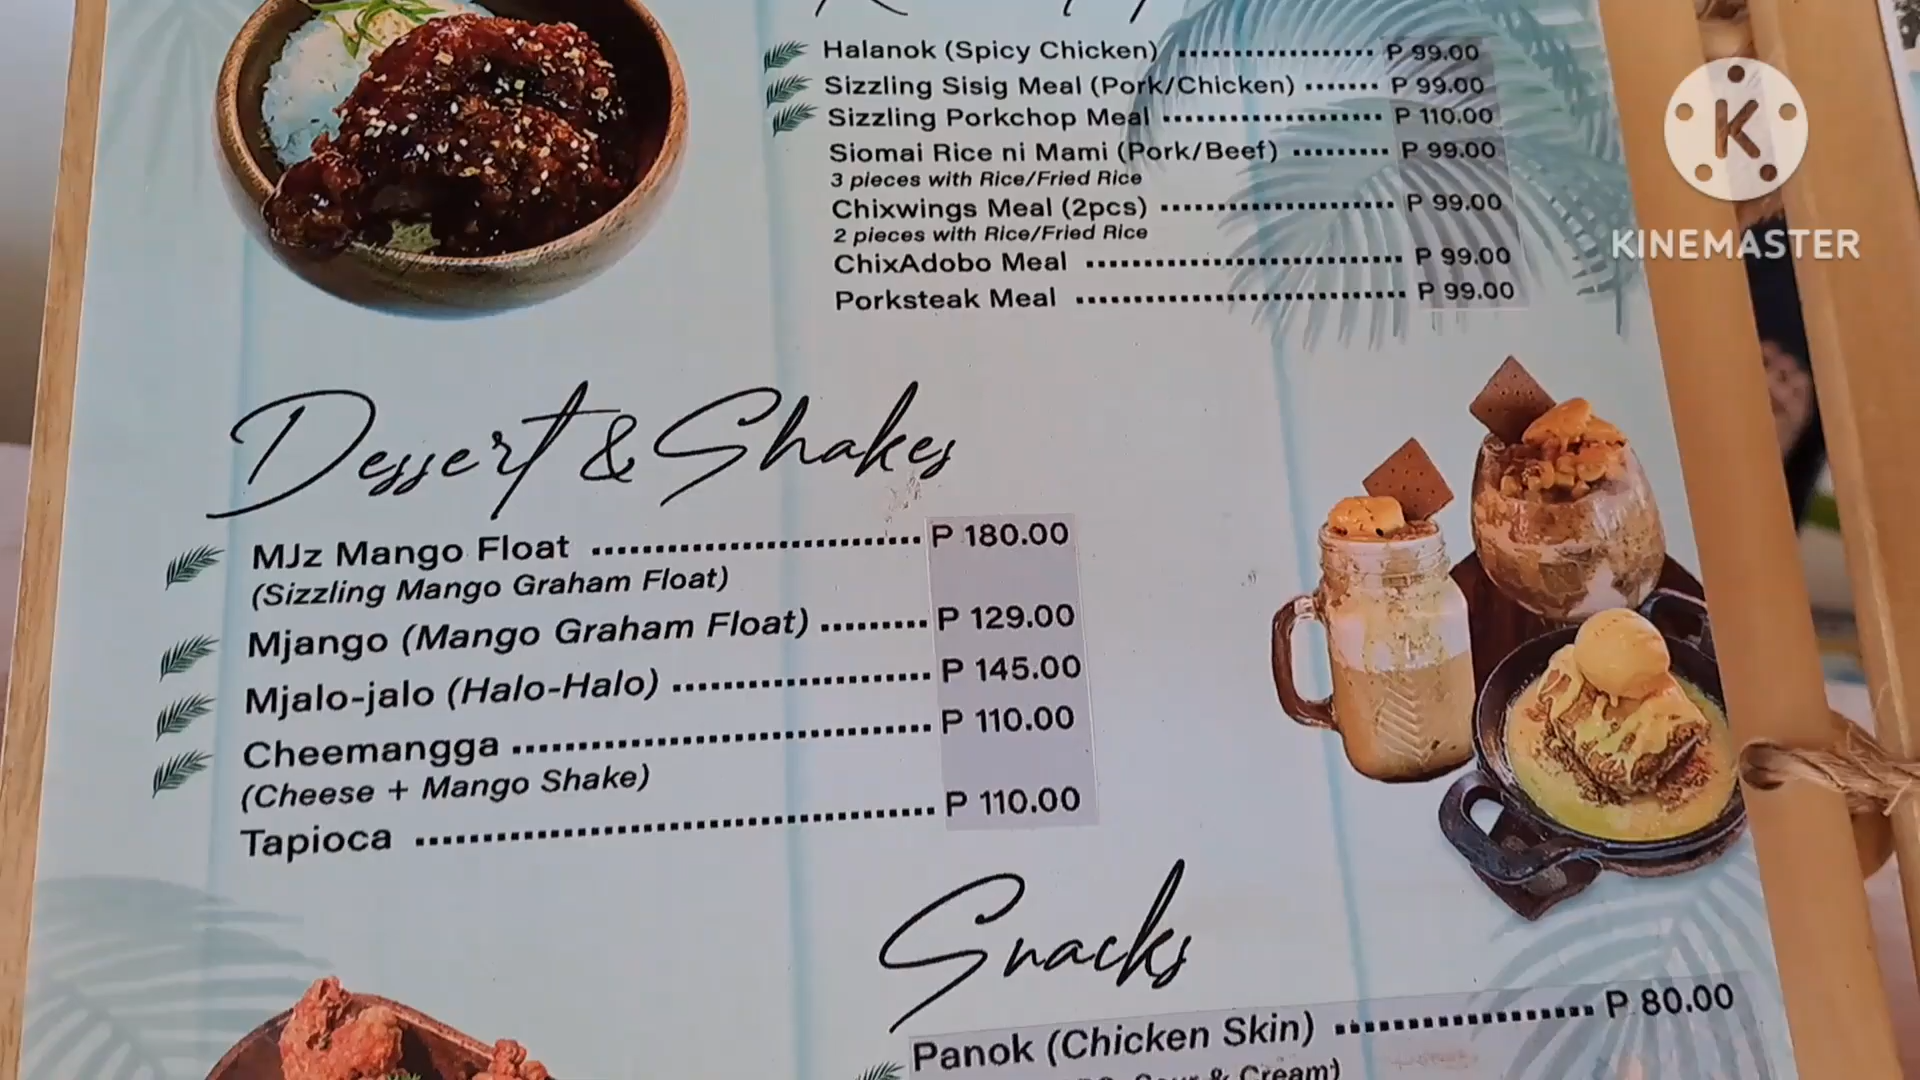 Halanok (Spicy Chicken) P 99.00
Sizzling Sisig Meal (Pork/Chicken) P 99.00
Sizzling Porkchop Meal P 110.00
Siomai Rice ni Mami (Pork/Beef) P 99.00
3 pieces with Rice/Fried Rice
Chixwings Meal (2pcs) P 99.00
2 pieces with Rice/Fried Rice
ChixAdobo Meal P 99.00
Porksteak Meal P 99.00
K
KINEMASTER
Dessert & Shakes
MJz Mango Float P 180.00
(Sizzling Mango Graham Float)
Mjango (Mango Graham Float) P 129.00
Mjalo-jalo (Halo-Halo) P 145.00
Cheemangga P 110.00
(Cheese + Mango Shake)
Tapioca P 110.00
Snacks
Panok (Chicken Skin) P 80.00
Sour & Cream)